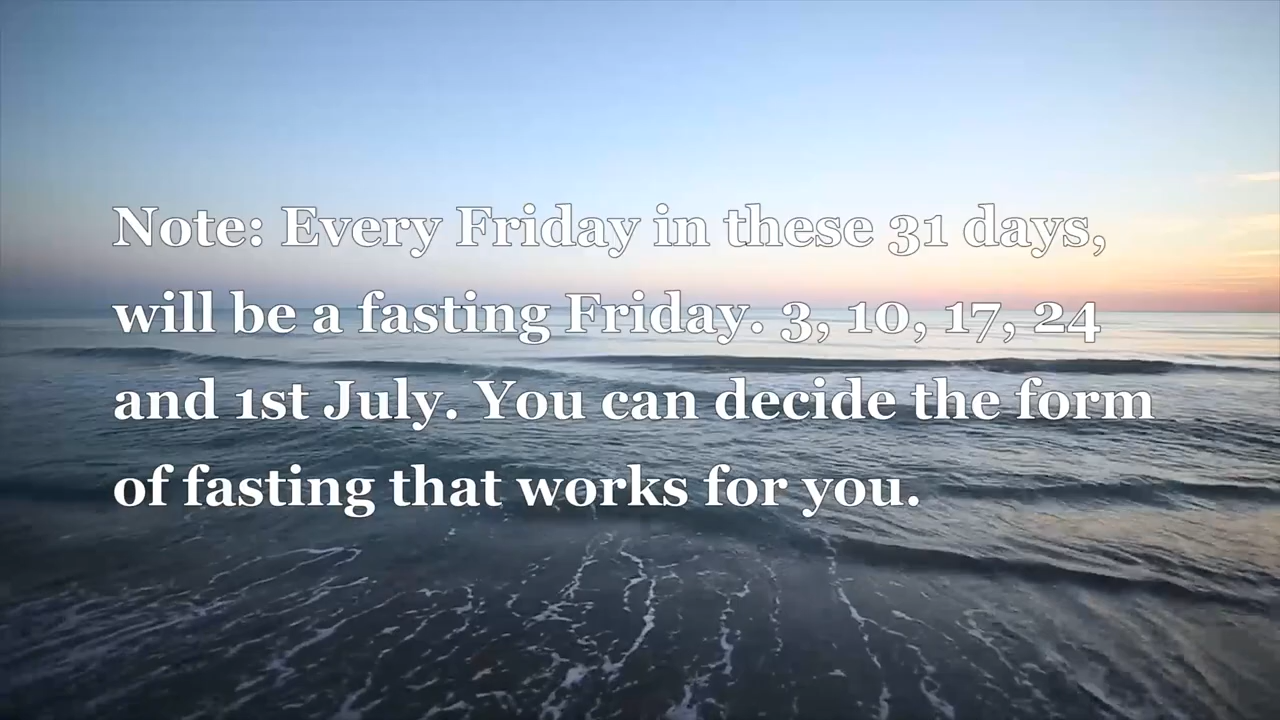 Note: Every Friday in these 31 days,
will be a fasting Friday. 3, 10, 17, 24
and 1st July. You can decide the form
of fasting that works for you.